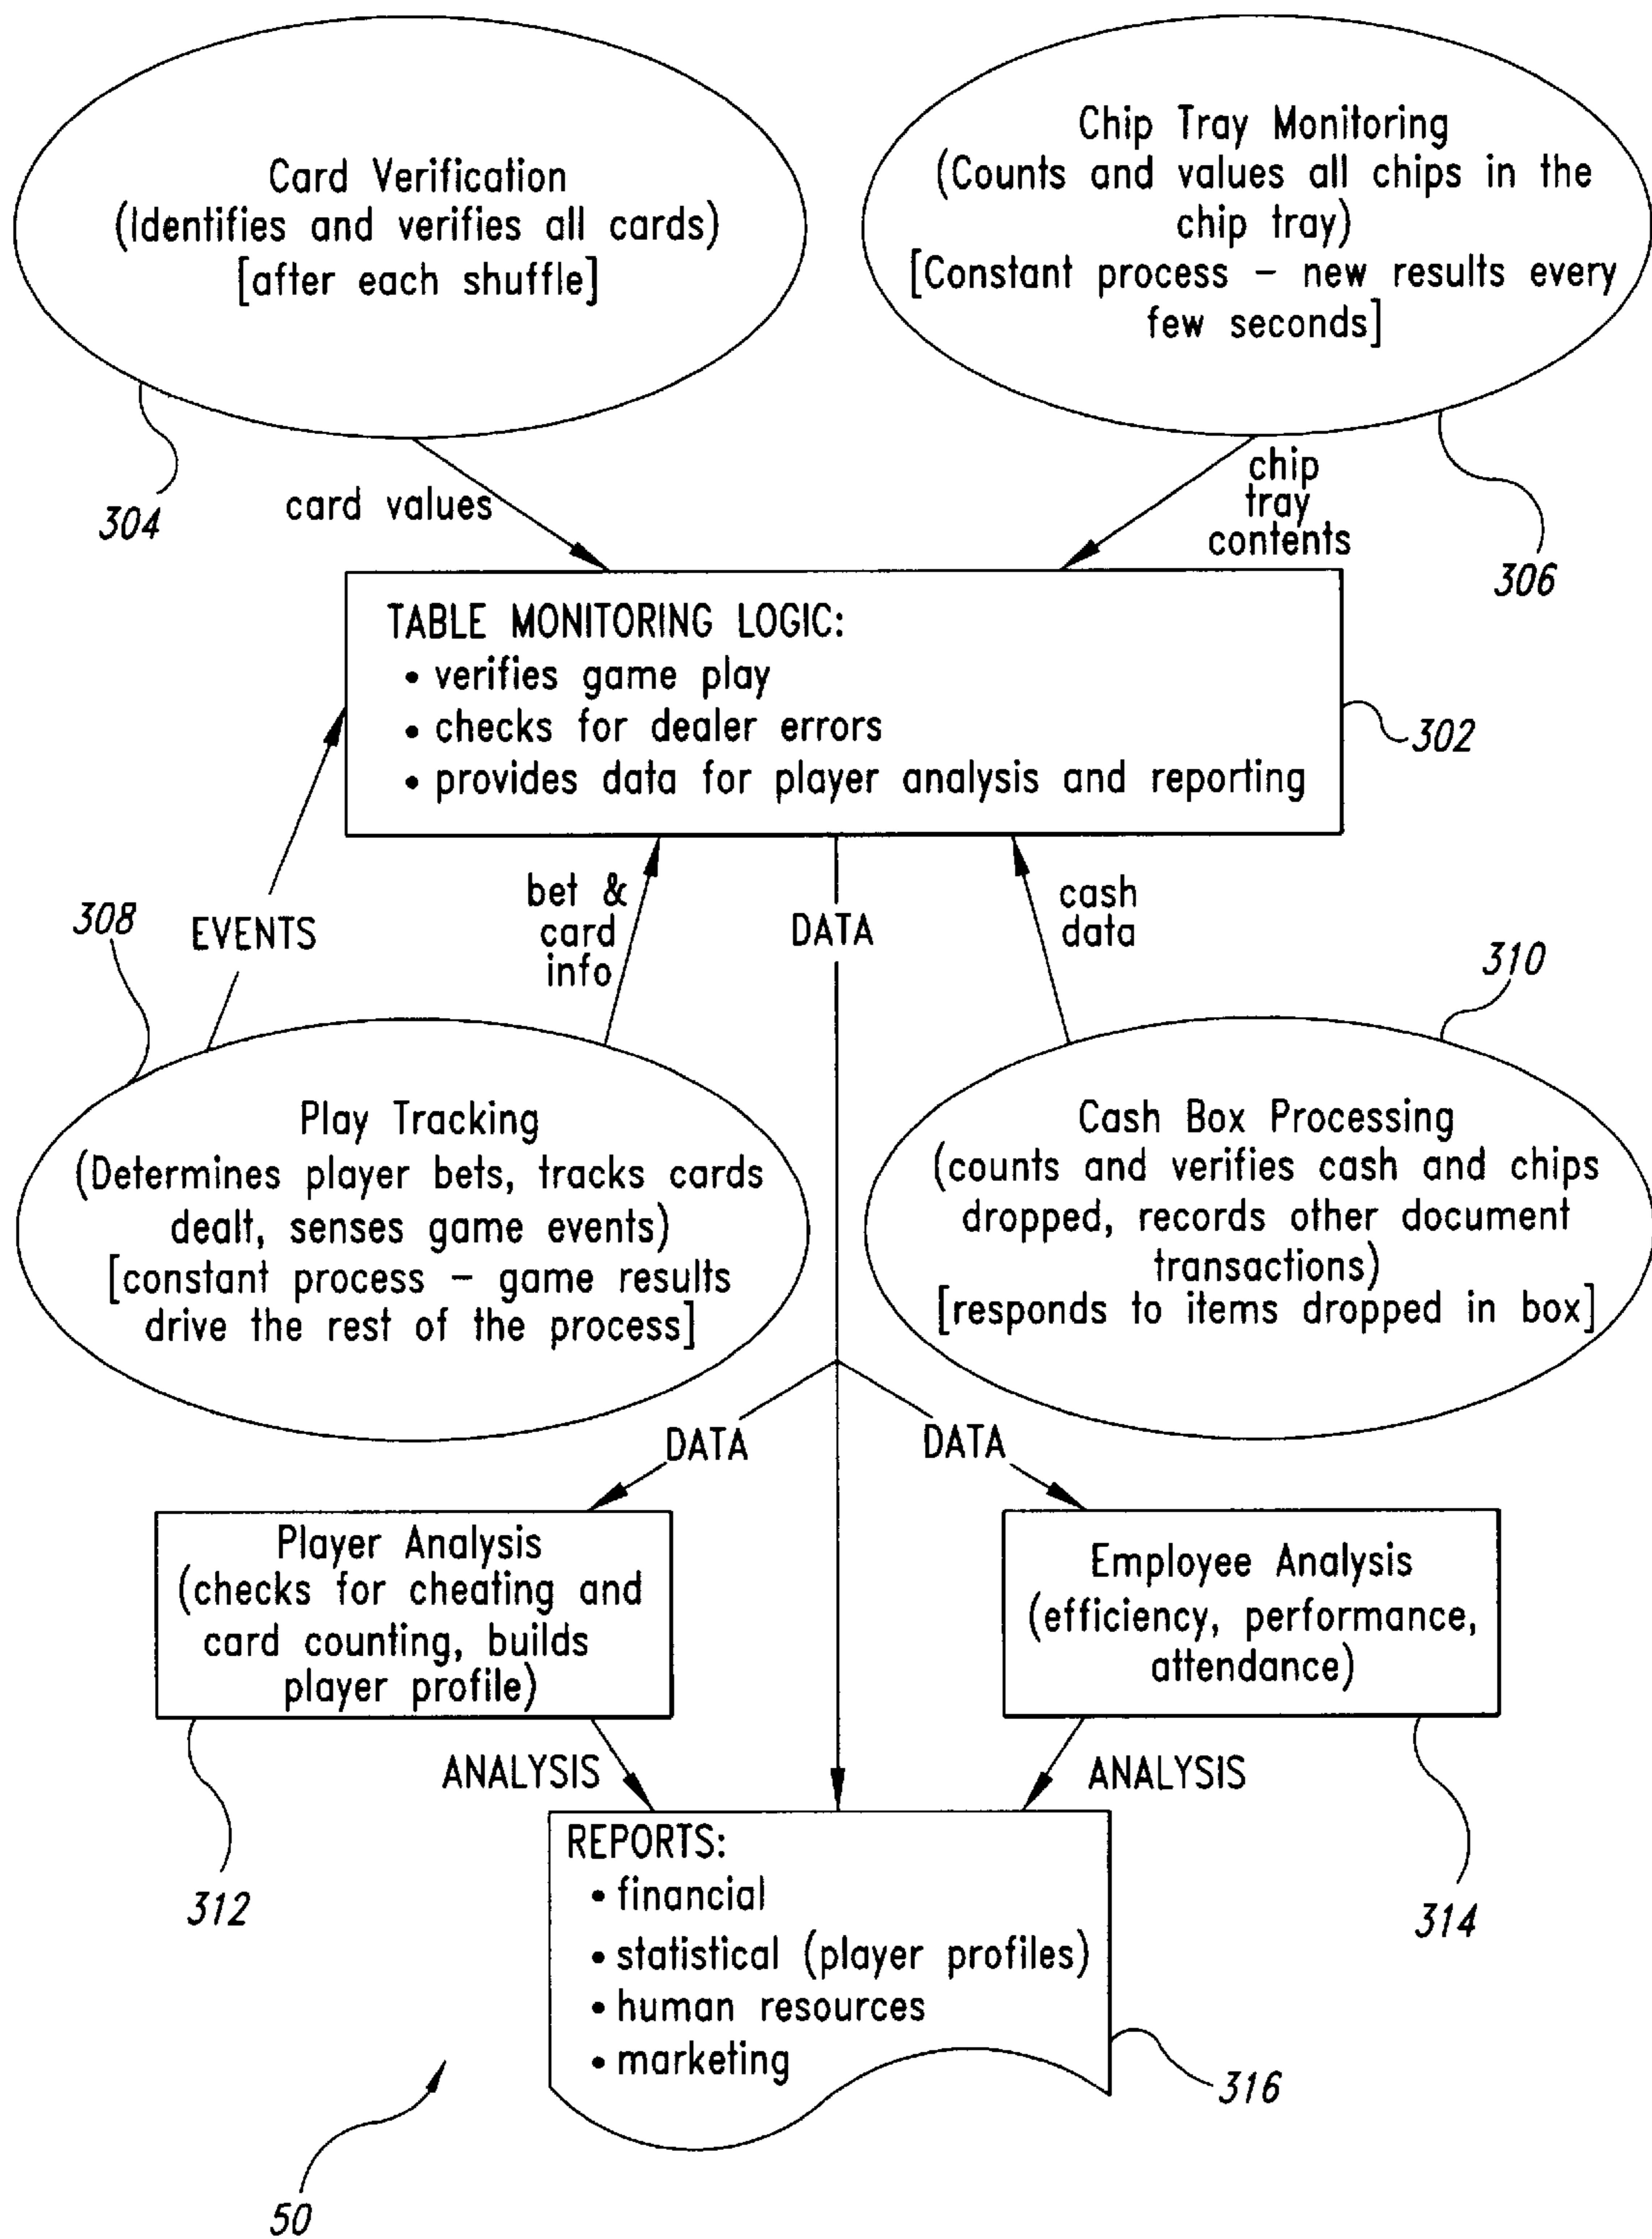 Card Verification
(Identifies and verifies all cards)
[after each shuffle]
Chip Tray Monitoring
(Counts and values all chips in the
chip tray)
[Constant process – new results every
few seconds]
304
card values
chip
tray
contents
306
TABLE MONITORING LOGIC:
• verifies game play
• checks for dealer errors
• provides data for player analysis and reporting
302
308
EVENTS
bet &
card
info
DATA
cash
data
310
Play Tracking
(Determines player bets, tracks cards
dealt, senses game events)
[constant process – game results
drive the rest of the process]
Cash Box Processing
(counts and verifies cash and chips
dropped, records other document
transactions)
[responds to items dropped in box]
DATA
DATA
Player Analysis
(checks for cheating and
card counting, builds
player profile)
Employee Analysis
(efficiency, performance,
attendance)
ANALYSIS
ANALYSIS
312
314
REPORTS:
• financial
• statistical (player profiles)
• human resources
• marketing
316
50